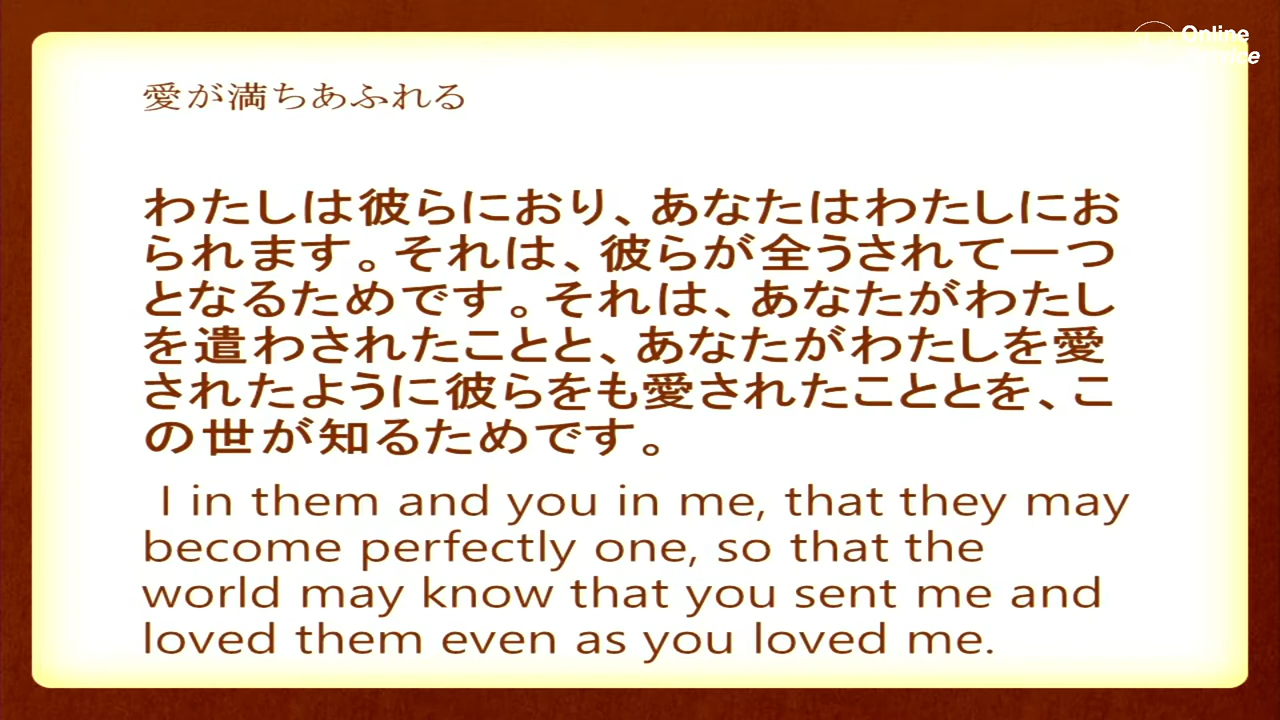 Online
愛が満ちあふれる
わたしは彼らにおり、あなたはわたしにお
られます。それは、彼らが全うされて一つ
となるためです。それは、あなたがわたし
を遣わされたことと、あなたがわたしを愛
されたように彼らをも愛されたこととを、こ
の世が知るためです。
I in them and you in me, that they may
become perfectly one, so that the
world may know that you sent me and
loved them even as you loved me.